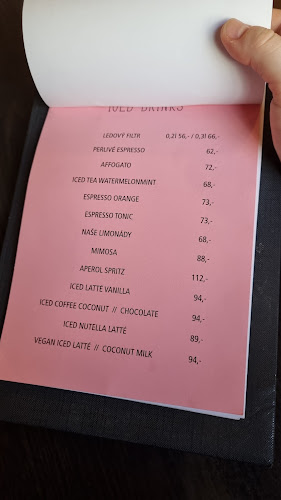 ICED DRINKS
LEDOVÝ FILTR 0,2l 56,- / 0,3l 66,-
PERLIVÉ ESPRESSO 62,-
AFFOGATO 72,-
ICED TEA WATERMELONMINT 68,-
ESPRESSO ORANGE 73,-
ESPRESSO TONIC 73,-
NAŠE LIMONÁDY 68,-
MIMOSA 88,-
APEROL SPRITZ 112,-
ICED LATTE VANILLA 94,-
ICED COFFEE COCONUT // CHOCOLATE 94,-
ICED NUTELLA LATTÉ 89,-
VEGAN ICED LATTÉ // COCONUT MILK 94,-